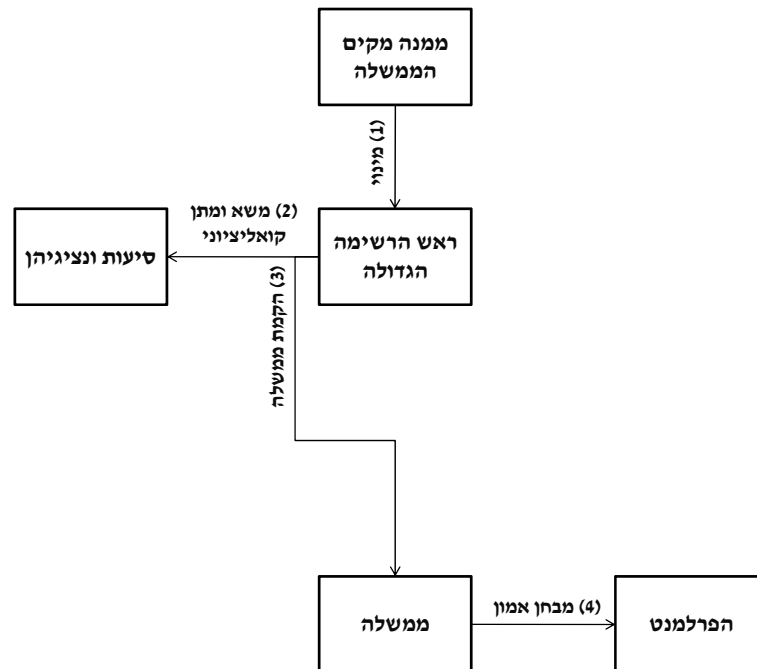 ממנה מקים
הממשלה
(1) מינוי
(2) משא ומתן
קואליציוני
ראש הרשימה
הגדולה
סיעות ונציגיהן
(3) הקמת ממשלה
ממשלה
(4) מבחן אמון
הפרלמנט